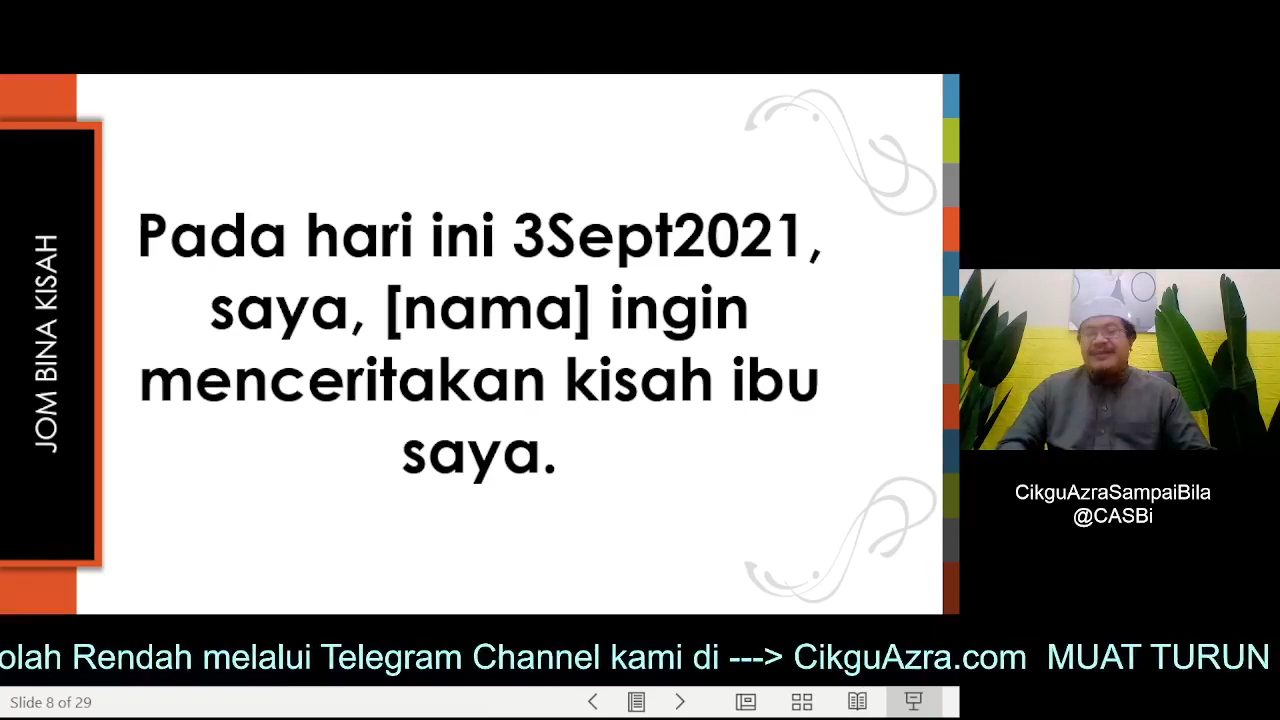 JOM BINA KISAH
Pada hari ini 3Sept2021,
saya, [nama] ingin
menceritakan kisah ibu
saya.
CikguAzraSampaiBila
@CASBi
olah Rendah melalui Telegram Channel kami di ---> CikguAzra.com MUAT TURUN
Slide 8 of 29